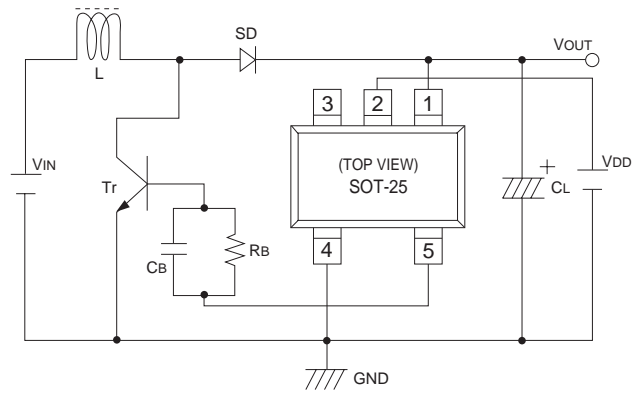 SD
VOUT
L
3
2
1
VIN
(TOP VIEW)
SOT-25
VDD
Tr
+
CL
CB
RB
4
5
GND